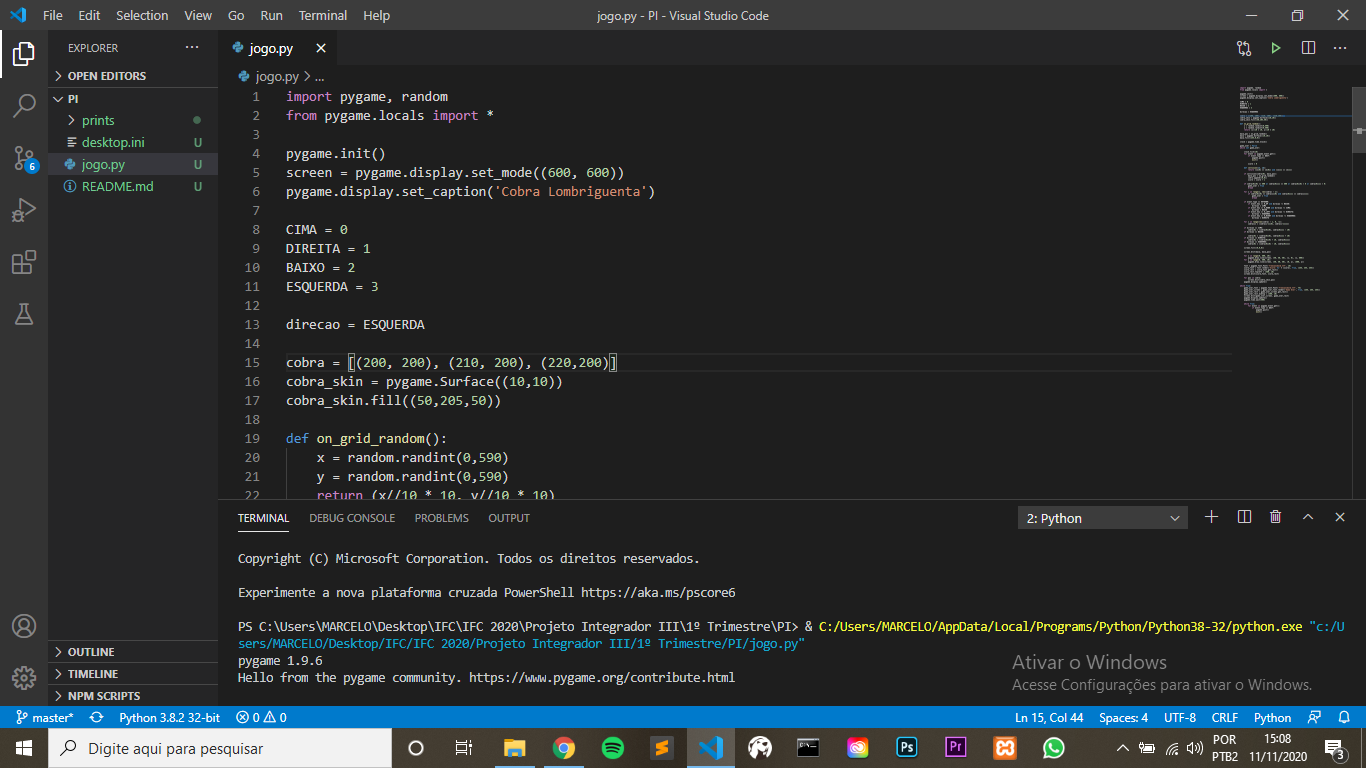 File Edit Selection View Go Run Terminal Help
jogo.py - PI - Visual Studio Code
EXPLORER
OPEN EDITORS
PI
prints
desktop.ini U
jogo.py U
README.md U
OUTLINE
TIMELINE
NPM SCRIPTS
6
jogo.py
jogo.py > ...
1 import pygame, random
2 from pygame.locals import *
3
4 pygame.init()
5 screen = pygame.display.set_mode((600, 600))
6 pygame.display.set_caption('Cobra Lombriguenta')
7
8 CIMA = 0
9 DIREITA = 1
10 BAIXO = 2
11 ESQUERDA = 3
12
13 direcao = ESQUERDA
14
15 cobra = [(200, 200), (210, 200), (220,200)]
16 cobra_skin = pygame.Surface((10,10))
17 cobra_skin.fill((50,205,50))
18
19 def on_grid_random():
20 x = random.randint(0,590)
21 y = random.randint(0,590)
22 return (x//10 * 10, y//10 * 10)
TERMINAL DEBUG CONSOLE PROBLEMS OUTPUT
2: Python
Copyright (C) Microsoft Corporation. Todos os direitos reservados.
Experimente a nova plataforma cruzada PowerShell https://aka.ms/pscore6
PS C:\Users\MARCELO\Desktop\IFC\IFC 2020\Projeto Integrador III\1º Trimestre\PI> & C:/Users/MARCELO/AppData/Local/Programs/Python/Python38-32/python.exe "c:/U
sers/MARCELO/Desktop/IFC/IFC 2020/Projeto Integrador III/1º Trimestre/PI/jogo.py"
pygame 1.9.6
Hello from the pygame community. https://www.pygame.org/contribute.html
Ativar o Windows
Acesse Configurações para ativar o Windows.
master* Python 3.8.2 32-bit 0 0 Ln 15, Col 44 Spaces: 4 UTF-8 CRLF Python
Digite aqui para pesquisar
Ps
Pr
POR
PTB2
15:08
11/11/2020
3